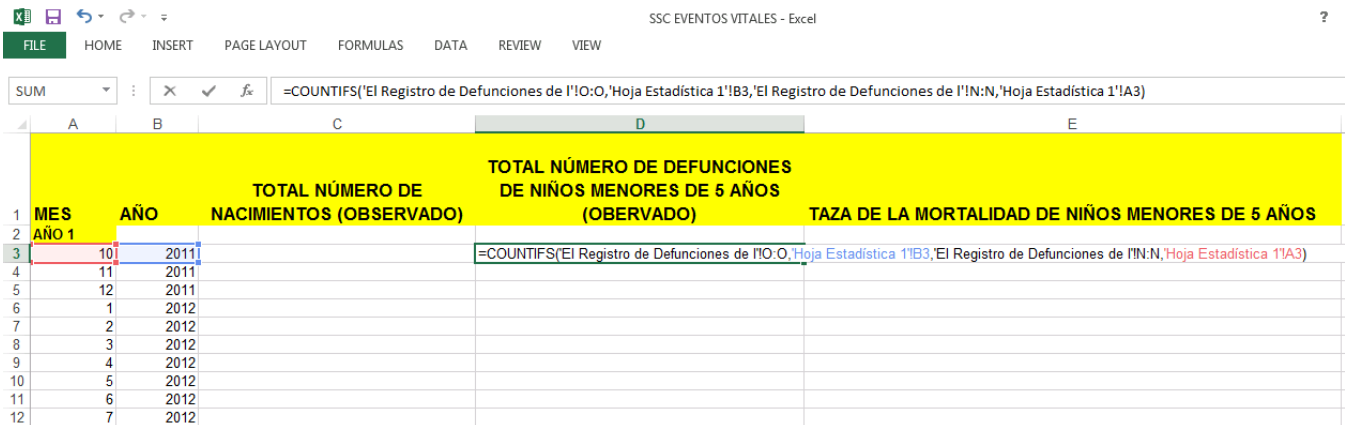 SSC EVENTOS VITALES - Excel ?
FILE HOME INSERT PAGE LAYOUT FORMULAS DATA REVIEW VIEW
SUM fx =COUNTIFS('El Registro de Defunciones de l'!O:O,'Hoja Estadística 1'!B3,'El Registro de Defunciones de l'!N:N,'Hoja Estadística 1'!A3)
A B C D E
TOTAL NÚMERO DE DEFUNCIONES
TOTAL NÚMERO DE DE NIÑOS MENORES DE 5 AÑOS
1 MES AÑO NACIMIENTOS (OBSERVADO) (OBERVADO) TAZA DE LA MORTALIDAD DE NIÑOS MENORES DE 5 AÑOS
2 AÑO 1
3 10 2011 =COUNTIFS('El Registro de Defunciones de l'!O:O,'Hoja Estadística 1'!B3,'El Registro de Defunciones de l'!N:N,'Hoja Estadística 1'!A3)
4 11 2011
5 12 2011
6 1 2012
7 2 2012
8 3 2012
9 4 2012
10 5 2012
11 6 2012
12 7 2012